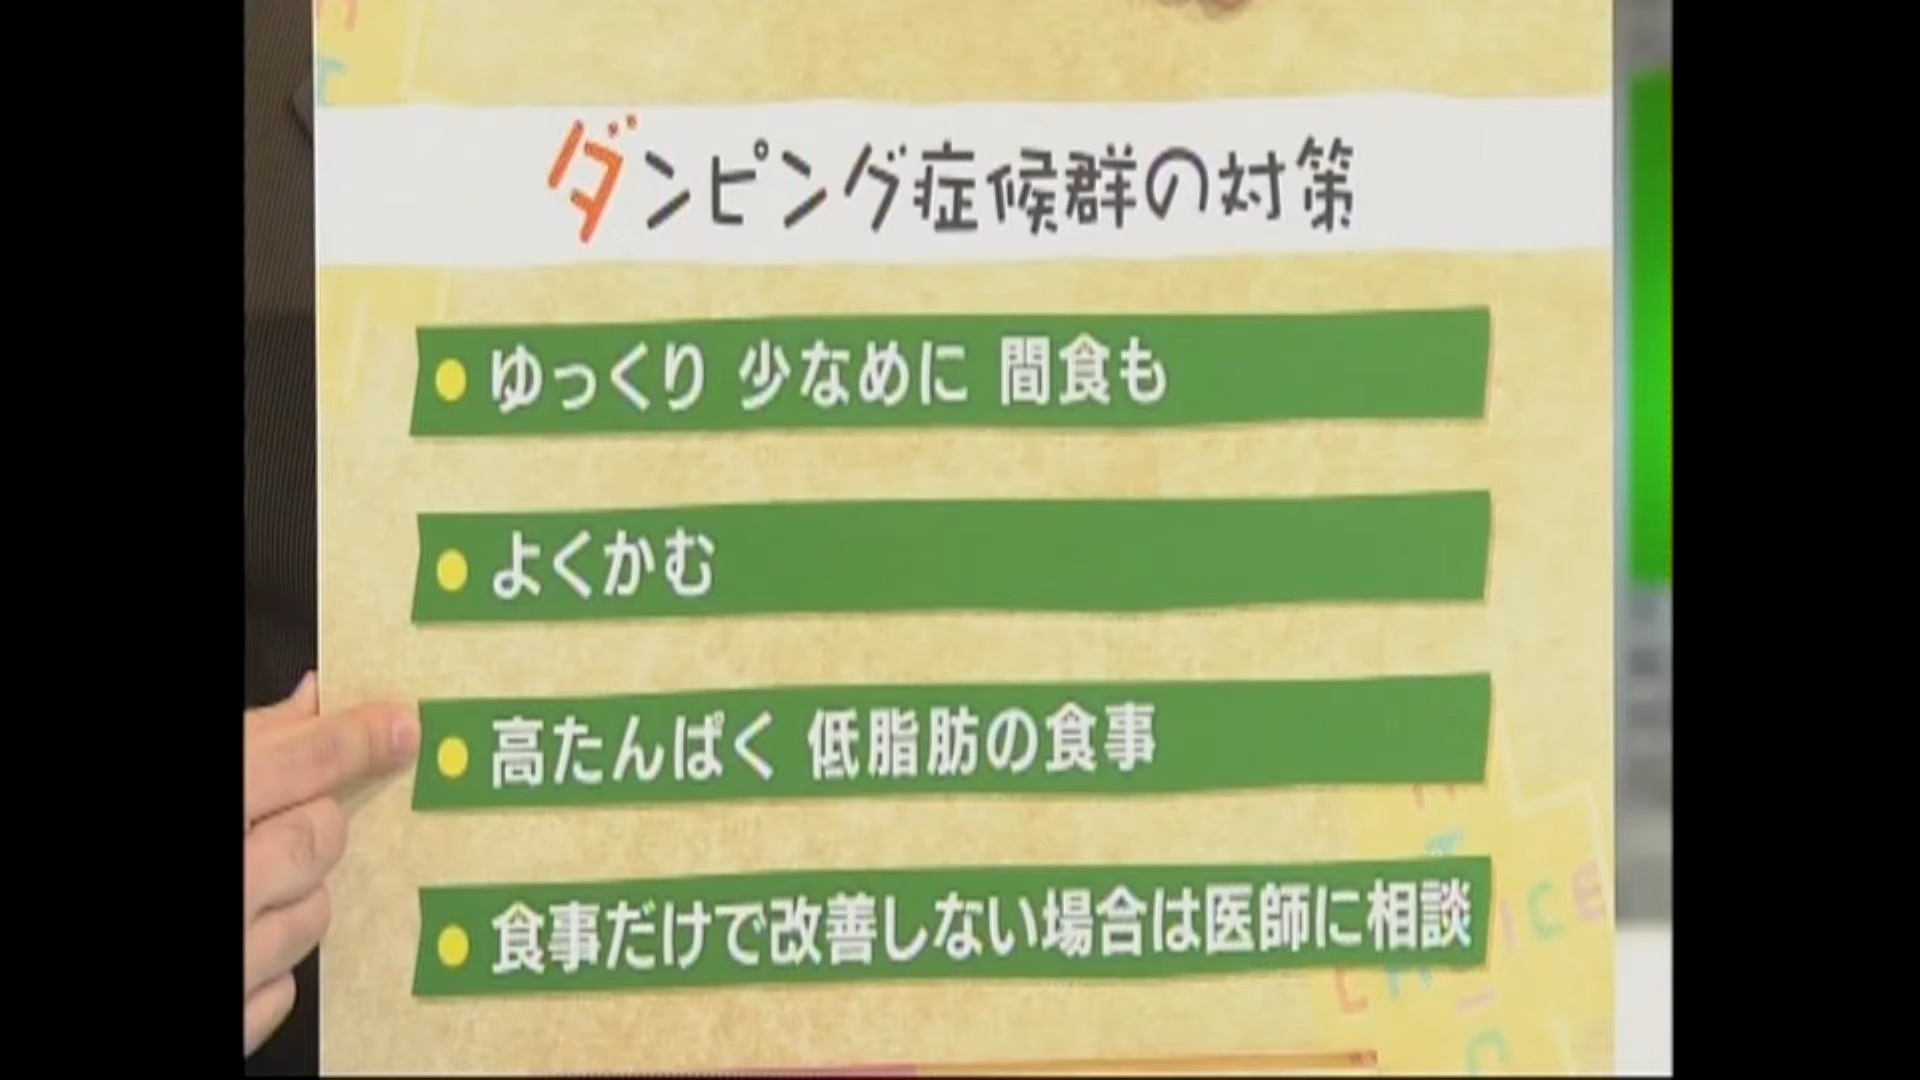 ダンピング症候群の対策
ゆっくり 少なめに 間食も
よくかむ
高たんぱく 低脂肪の食事
食事だけで改善しない場合は医師に相談